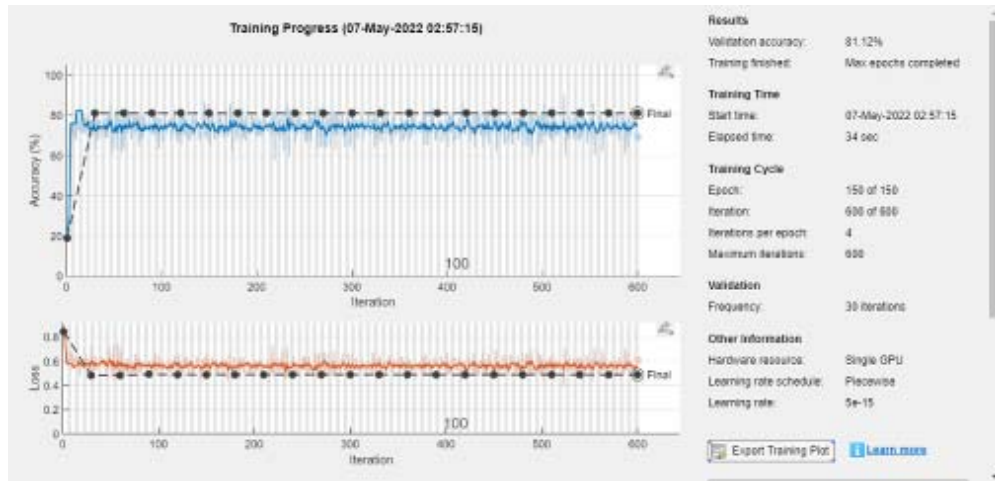 Training Progress (07-May-2022 02:57:15)
100
80
60
40
20
0
Accuracy (%)
Final
100
0
100
200
300
400
500
600
Iteration
0.8
0.6
0.4
0.2
0
Loss
Final
100
0
100
200
300
400
500
600
Iteration
Results
Validation accuracy: 81.12%
Training finished: Max epochs completed
Training Time
Start time: 07-May-2022 02:57:15
Elapsed time: 34 sec
Training Cycle
Epoch: 150 of 150
Iteration: 600 of 600
Iterations per epoch: 4
Maximum iterations: 600
Validation
Frequency: 30 iterations
Other Information
Hardware resource: Single GPU
Learning rate schedule: Piecewise
Learning rate: 5e-15
Export Training Plot
Learn more